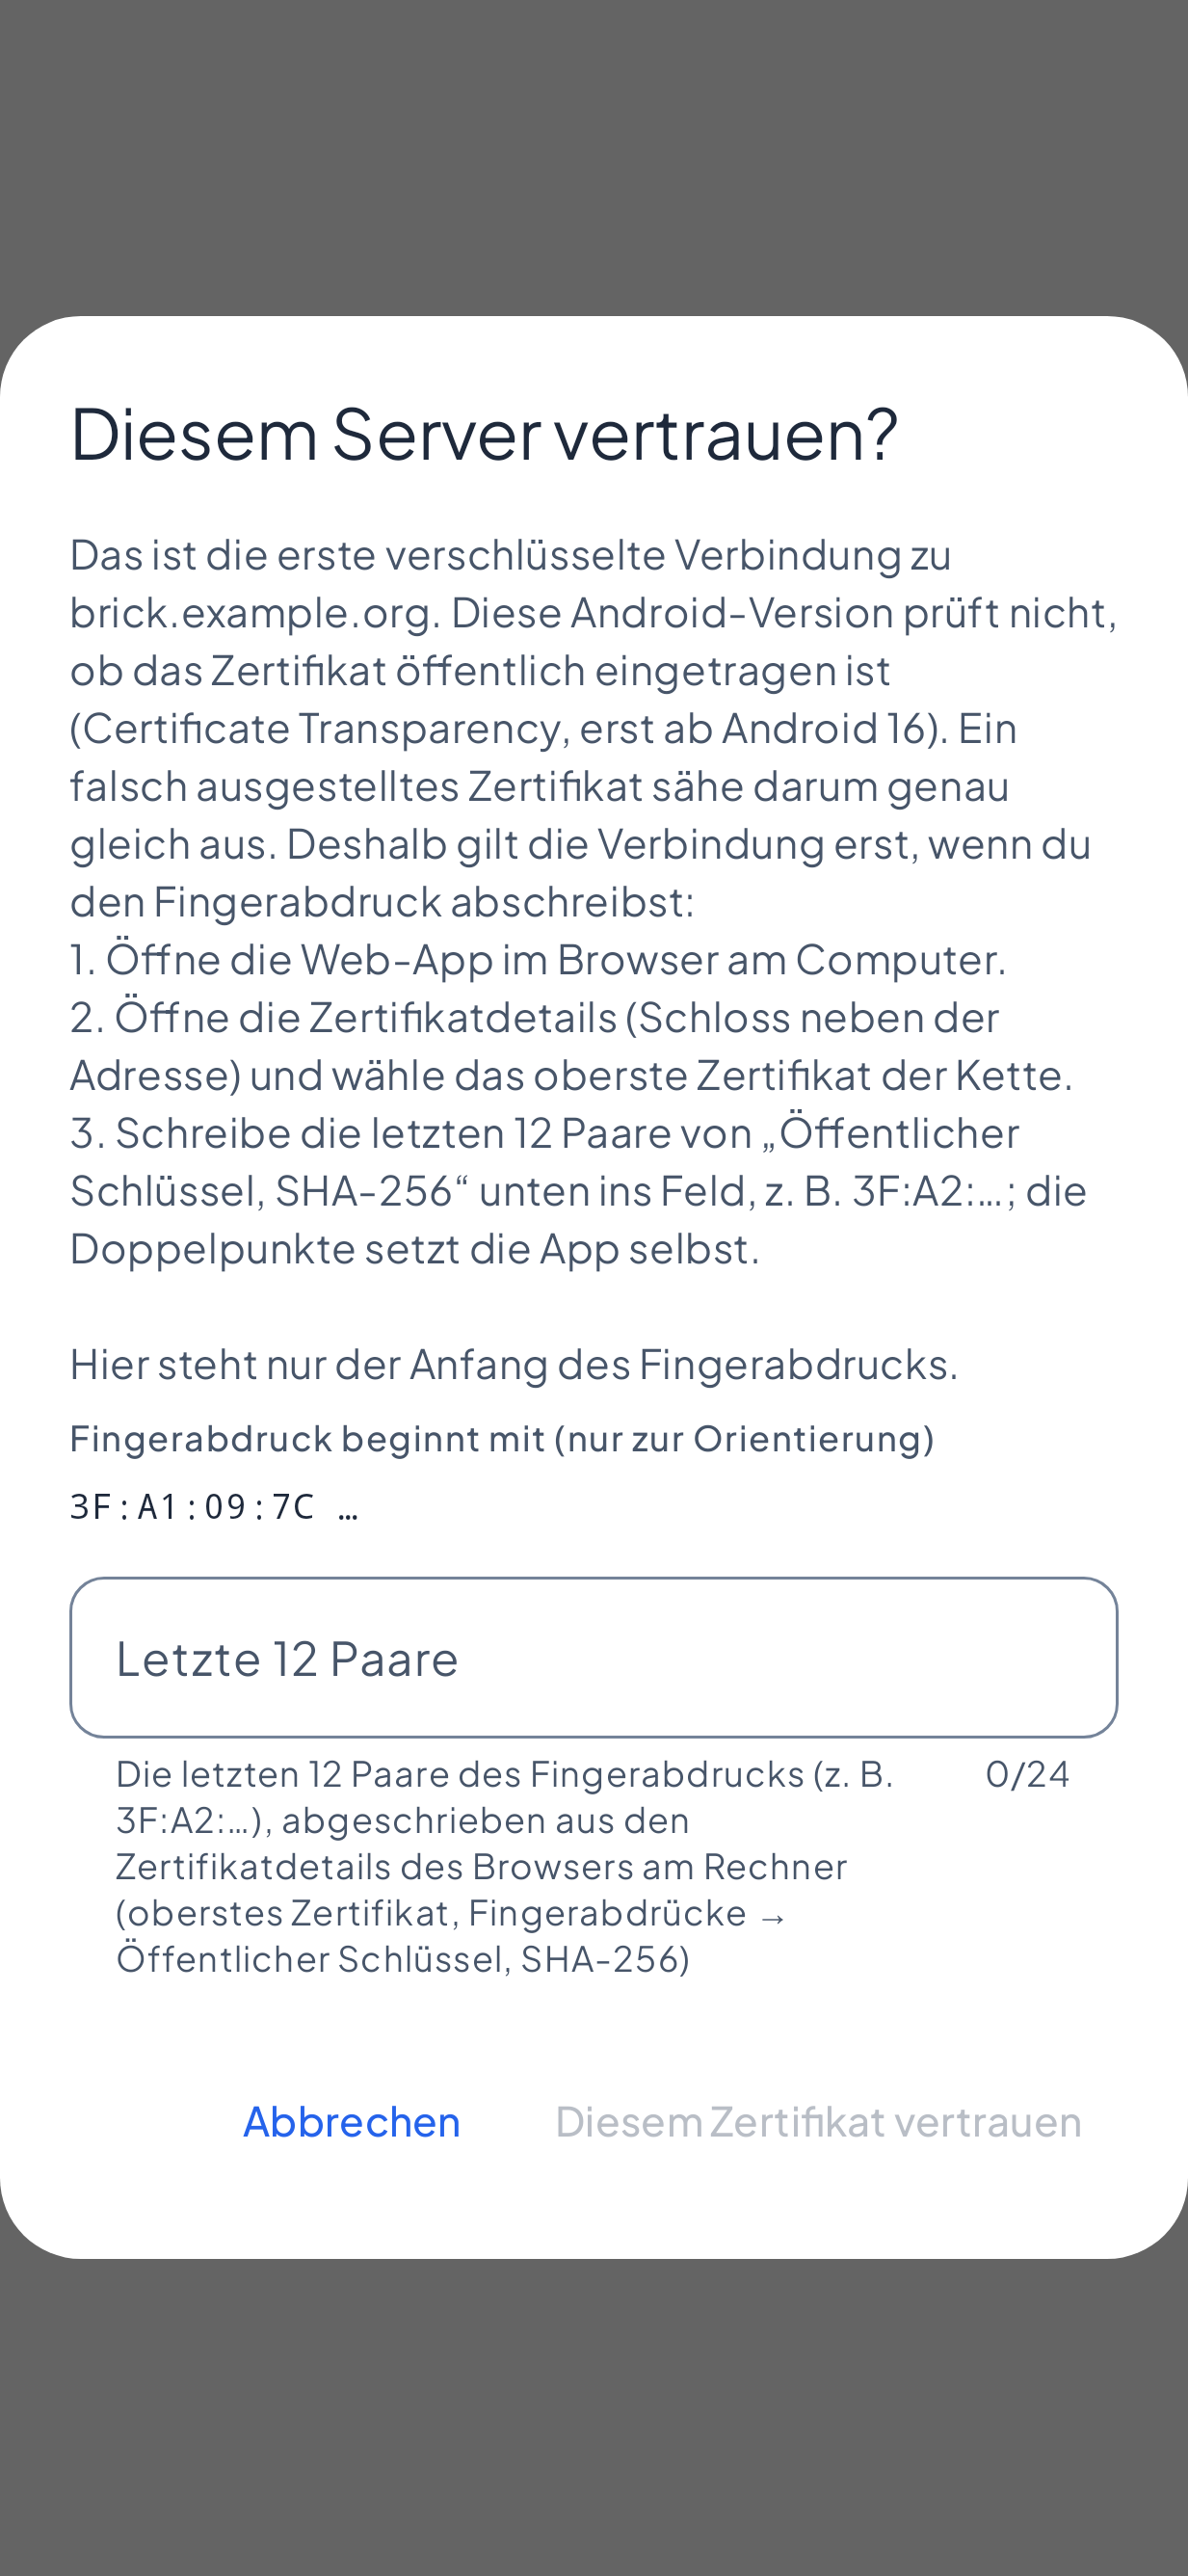 Diesem Server vertrauen?
Das ist die erste verschlüsselte Verbindung zu
brick.example.org. Diese Android-Version prüft nicht,
ob das Zertifikat öffentlich eingetragen ist
(Certificate Transparency, erst ab Android 16). Ein
falsch ausgestelltes Zertifikat sähe darum genau
gleich aus. Deshalb gilt die Verbindung erst, wenn du
den Fingerabdruck abschreibst:
1. Öffne die Web-App im Browser am Computer.
2. Öffne die Zertifikatdetails (Schloss neben der
Adresse) und wähle das oberste Zertifikat der Kette.
3. Schreibe die letzten 12 Paare von „Öffentlicher
Schlüssel, SHA-256“ unten ins Feld, z. B. 3F:A2:…; die
Doppelpunkte setzt die App selbst.
Hier steht nur der Anfang des Fingerabdrucks.
Fingerabdruck beginnt mit (nur zur Orientierung)
3F:A1:09:7C …
Letzte 12 Paare
Die letzten 12 Paare des Fingerabdrucks (z. B. 0/24
3F:A2:…), abgeschrieben aus den
Zertifikatdetails des Browsers am Rechner
(oberstes Zertifikat, Fingerabdrücke →
Öffentlicher Schlüssel, SHA-256)
Abbrechen Diesem Zertifikat vertrauen